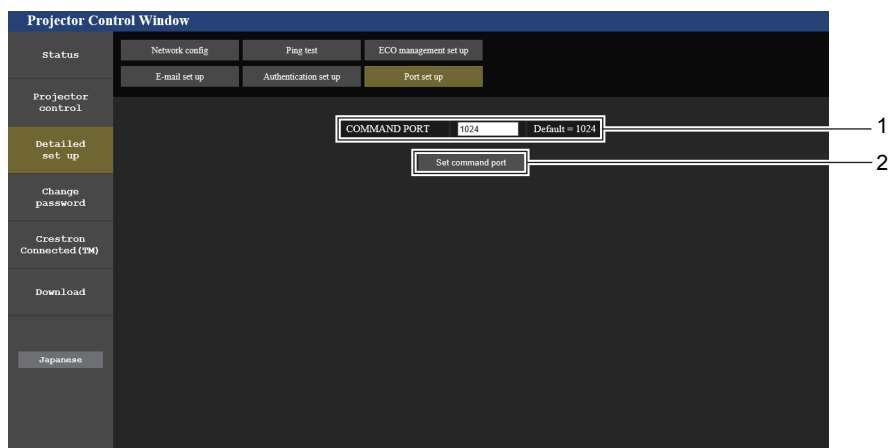 Projector Control Window
Status
Network config
Ping test
ECO management set up
E-mail set up
Authentication set up
Port set up
Projector
control
Detailed
set up
Change
password
Crestron
Connected(TM)
Download
Japanese
COMMAND PORT 1024 Default = 1024
1
Set command port
2